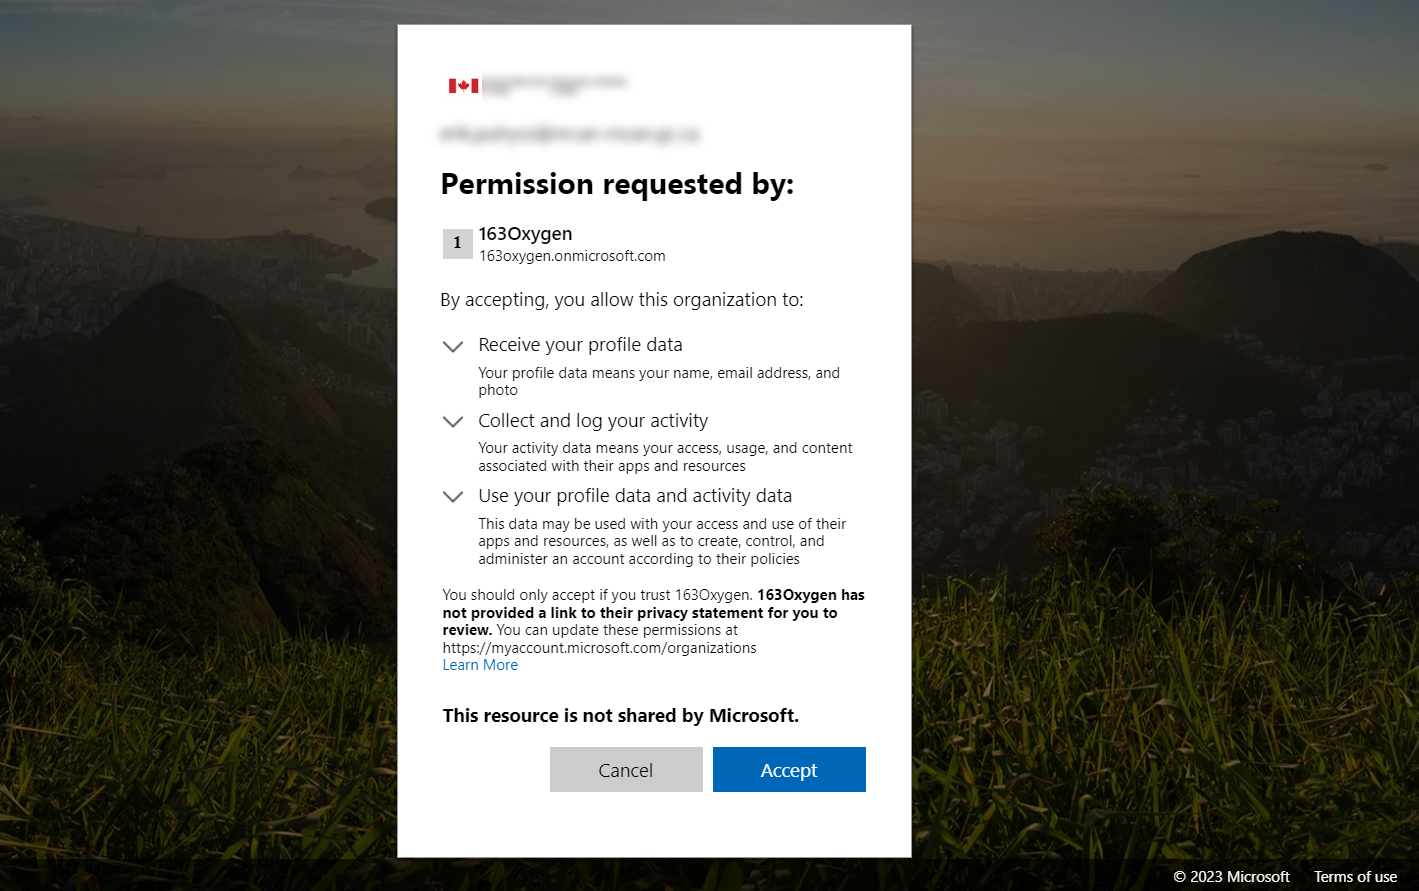 Permission requested by:
1
163Oxygen
163oxygen.onmicrosoft.com
By accepting, you allow this organization to:
Receive your profile data
Your profile data means your name, email address, and
photo
Collect and log your activity
Your activity data means your access, usage, and content
associated with their apps and resources
Use your profile data and activity data
This data may be used with your access and use of their
apps and resources, as well as to create, control, and
administer an account according to their policies
You should only accept if you trust 163Oxygen. 163Oxygen has
not provided a link to their privacy statement for you to
review. You can update these permissions at
https://myaccount.microsoft.com/organizations
Learn More
This resource is not shared by Microsoft.
Cancel
Accept
© 2023 Microsoft
Terms of use